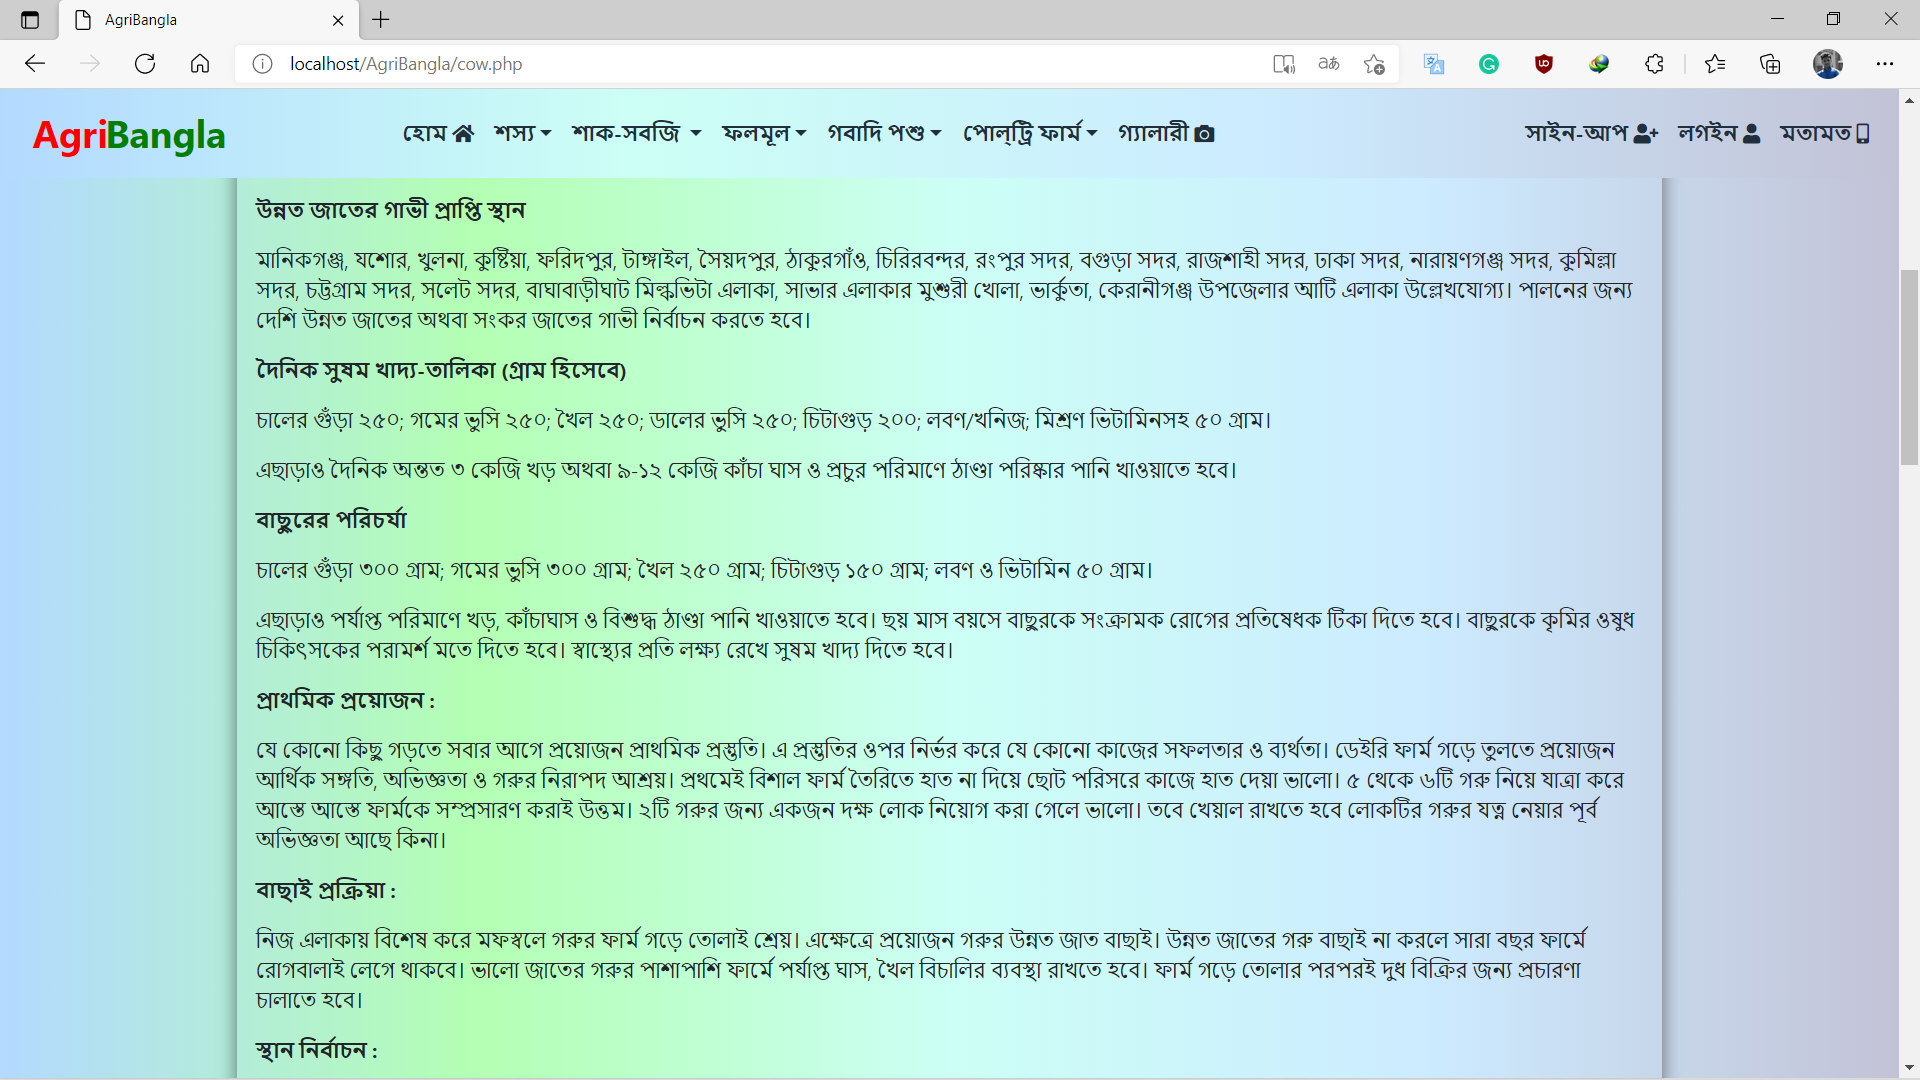 AgriBangla
localhost/AgriBangla/cow.php
AgriBangla হোম শস্য শাক-সবজি ফলমূল গবাদি পশু পোল্ট্রি ফার্ম গ্যালারী সাইন-আপ লগইন মতামত
উন্নত জাতের গাভী প্রাপ্তি স্থান
মানিকগঞ্জ, যশোর, খুলনা, কুষ্টিয়া, ফরিদপুর, টাঙ্গাইল, সৈয়দপুর, ঠাকুরগাঁও, চিরিরবন্দর, রংপুর সদর, বগুড়া সদর, রাজশাহী সদর, ঢাকা সদর, নারায়ণগঞ্জ সদর, কুমিল্লা
সদর, চট্টগ্রাম সদর, সলেট সদর, বাঘাবাড়ীঘাট মিল্কভিটা এলাকা, সাভার এলাকার মুশুরী খোলা, ভার্কুতা, কেরানীগঞ্জ উপজেলার আটি এলাকা উল্লেখযোগ্য। পালনের জন্য
দেশি উন্নত জাতের অথবা সংকর জাতের গাভী নির্বাচন করতে হবে।
দৈনিক সুষম খাদ্য-তালিকা (গ্রাম হিসেবে)
চালের গুঁড়া ২৫০; গমের ভুসি ২৫০; খৈল ২৫০; ডালের ভুসি ২৫০; চিটাগুড় ২০০; লবণ/খনিজ; মিশ্রণ ভিটামিনসহ ৫০ গ্রাম।
এছাড়াও দৈনিক অন্তত ৩ কেজি খড় অথবা ৯-১২ কেজি কাঁচা ঘাস ও প্রচুর পরিমাণে ঠাণ্ডা পরিষ্কার পানি খাওয়াতে হবে।
বাছুরের পরিচর্যা
চালের গুঁড়া ৩০০ গ্রাম; গমের ভুসি ৩০০ গ্রাম; খৈল ২৫০ গ্রাম; চিটাগুড় ১৫০ গ্রাম; লবণ ও ভিটামিন ৫০ গ্রাম।
এছাড়াও পর্যাপ্ত পরিমাণে খড়, কাঁচাঘাস ও বিশুদ্ধ ঠাণ্ডা পানি খাওয়াতে হবে। ছয় মাস বয়সে বাছুরকে সংক্রামক রোগের প্রতিষেধক টিকা দিতে হবে। বাছুরকে কৃমির ওষুধ
চিকিৎসকের পরামর্শ মতে দিতে হবে। স্বাস্থ্যের প্রতি লক্ষ্য রেখে সুষম খাদ্য দিতে হবে।
প্রাথমিক প্রয়োজন :
যে কোনো কিছু গড়তে সবার আগে প্রয়োজন প্রাথমিক প্রস্তুতি। এ প্রস্তুতির ওপর নির্ভর করে যে কোনো কাজের সফলতার ও ব্যর্থতা। ডেইরি ফার্ম গড়ে তুলতে প্রয়োজন
আর্থিক সঙ্গতি, অভিজ্ঞতা ও গরুর নিরাপদ আশ্রয়। প্রথমেই বিশাল ফার্ম তৈরিতে হাত না দিয়ে ছোট পরিসরে কাজে হাত দেয়া ভালো। ৫ থেকে ৬টি গরু নিয়ে যাত্রা করে
আস্তে আস্তে ফার্মকে সম্প্রসারণ করাই উত্তম। ২টি গরুর জন্য একজন দক্ষ লোক নিয়োগ করা গেলে ভালো। তবে খেয়াল রাখতে হবে লোকটির গরুর যত্ন নেয়ার পূর্ব
অভিজ্ঞতা আছে কিনা।
বাছাই প্রক্রিয়া :
নিজ এলাকায় বিশেষ করে মফস্বলে গরুর ফার্ম গড়ে তোলাই শ্রেয়। এক্ষেত্রে প্রয়োজন গরুর উন্নত জাত বাছাই। উন্নত জাতের গরু বাছাই না করলে সারা বছর ফার্মে
রোগবালাই লেগে থাকবে। ভালো জাতের গরুর পাশাপাশি ফার্মে পর্যাপ্ত ঘাস, খৈল বিচালির ব্যবস্থা রাখতে হবে। ফার্ম গড়ে তোলার পরপরই দুধ বিক্রির জন্য প্রচারণা
চালাতে হবে।
স্থান নির্বাচন :